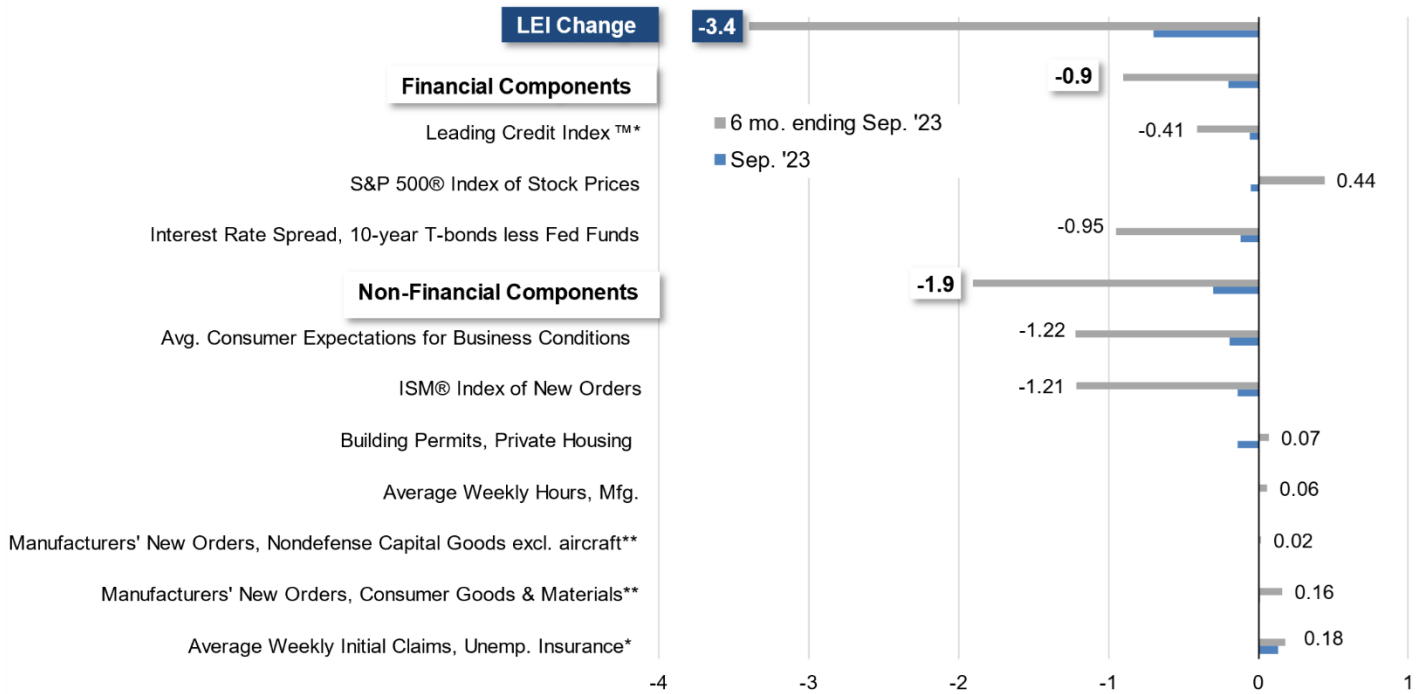 LEI Change -3.4
Financial Components -0.9
6 mo. ending Sep. '23
Leading Credit Index ™* -0.41
Sep. '23
S&P 500® Index of Stock Prices 0.44
Interest Rate Spread, 10-year T-bonds less Fed Funds -0.95
Non-Financial Components -1.9
Avg. Consumer Expectations for Business Conditions -1.22
ISM® Index of New Orders -1.21
Building Permits, Private Housing 0.07
Average Weekly Hours, Mfg. 0.06
Manufacturers' New Orders, Nondefense Capital Goods excl. aircraft** 0.02
Manufacturers' New Orders, Consumer Goods & Materials** 0.16
Average Weekly Initial Claims, Unemp. Insurance* 0.18
-4 -3 -2 -1 0 1